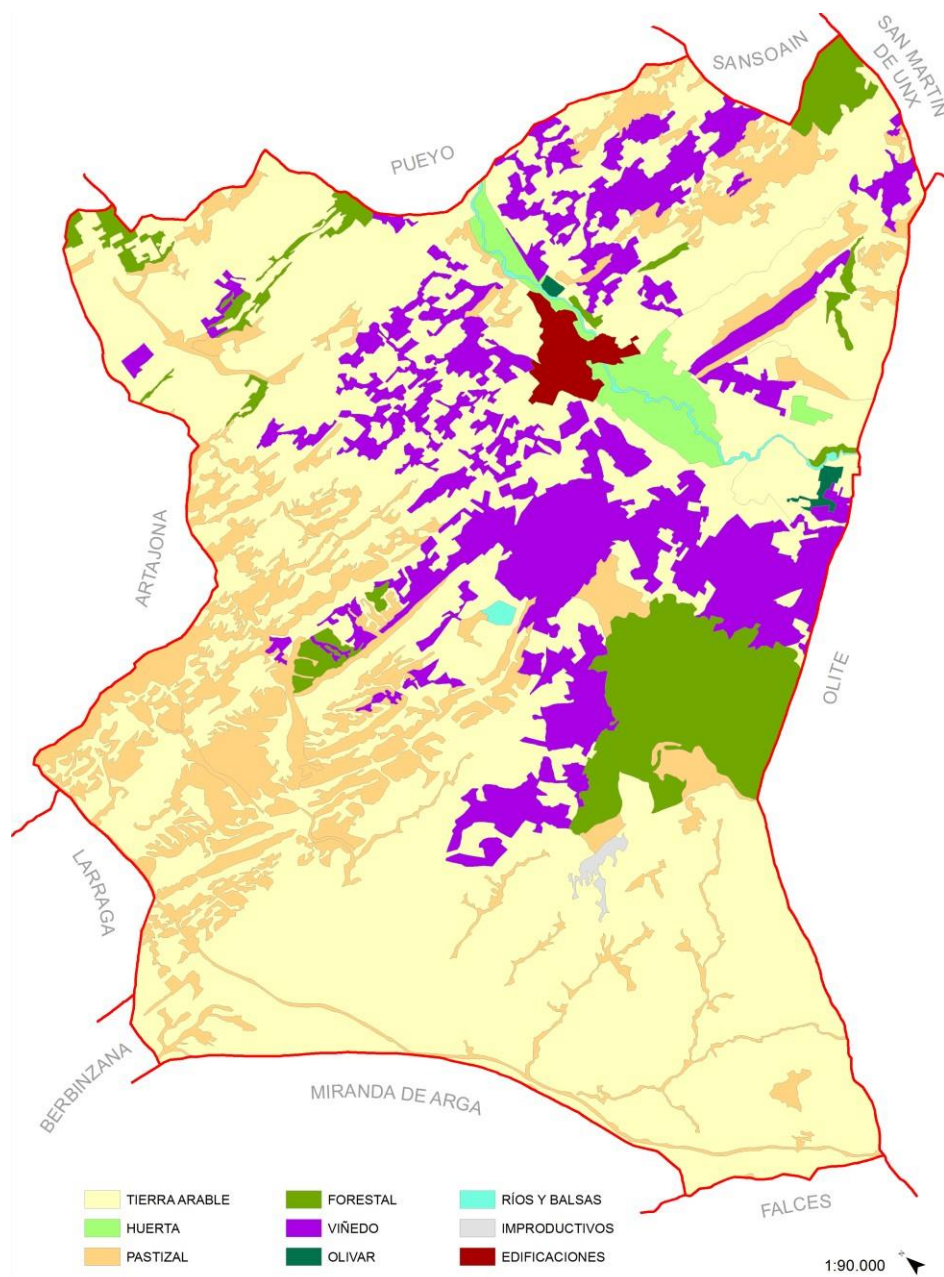 SANSOAIN
SAN MARTIN
DE UNX
PUEYO
ARTAJONA
OLITE
LARRAGA
BERBINZANA
MIRANDA DE ARGA
FALCES
TIERRA ARABLE
HUERTA
PASTIZAL
FORESTAL
VIÑEDO
OLIVAR
RÍOS Y BALSAS
IMPRODUCTIVOS
EDIFICACIONES
1:90.000